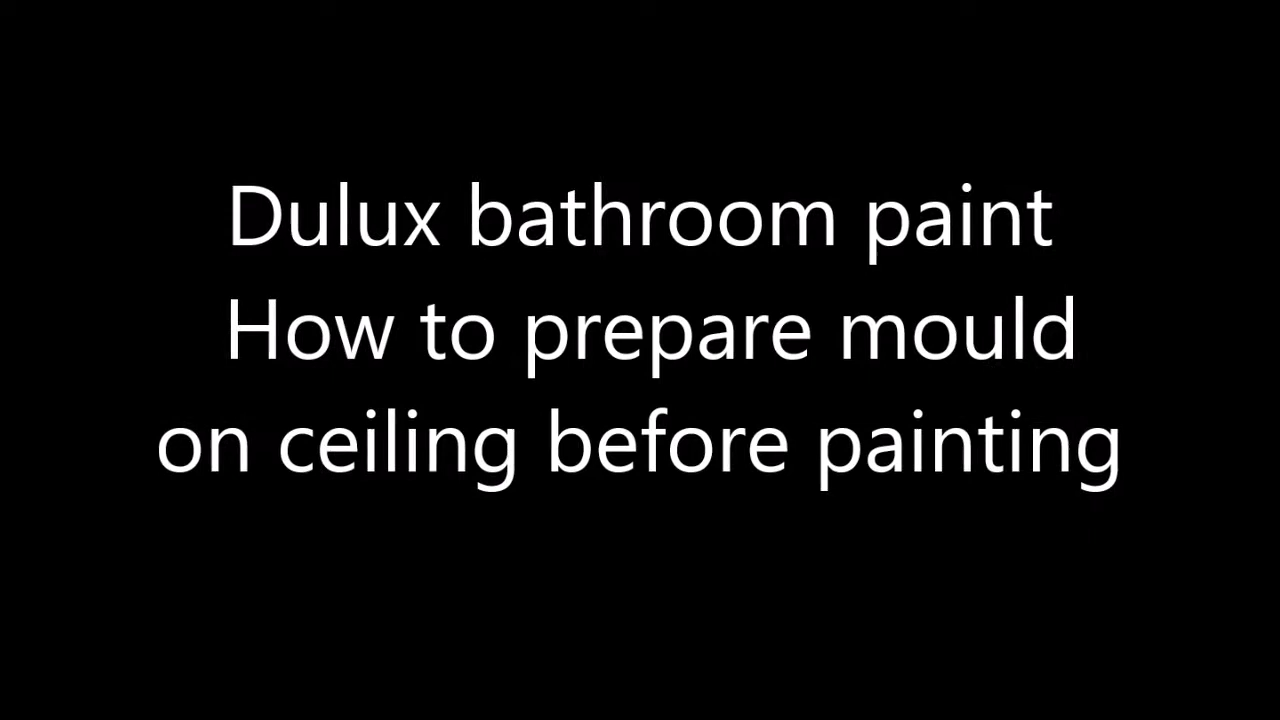 Dulux bathroom paint
How to prepare mould
on ceiling before painting